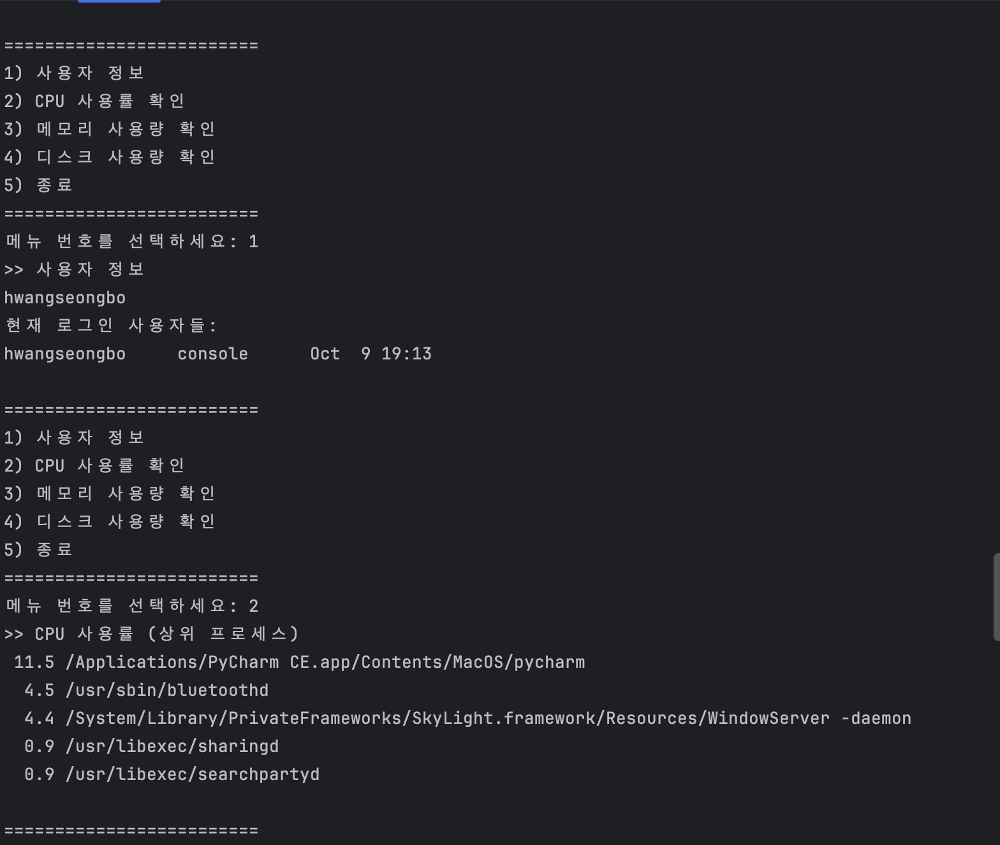 =========================
1) 사용자 정보
2) CPU 사용률 확인
3) 메모리 사용량 확인
4) 디스크 사용량 확인
5) 종료
=========================
메뉴 번호를 선택하세요: 1
>> 사용자 정보
hwangseongbo
현재 로그인 사용자들:
hwangseongbo     console      Oct  9 19:13
=========================
1) 사용자 정보
2) CPU 사용률 확인
3) 메모리 사용량 확인
4) 디스크 사용량 확인
5) 종료
=========================
메뉴 번호를 선택하세요: 2
>> CPU 사용률 (상위 프로세스)
 11.5 /Applications/PyCharm CE.app/Contents/MacOS/pycharm
  4.5 /usr/sbin/bluetoothd
  4.4 /System/Library/PrivateFrameworks/SkyLight.framework/Resources/WindowServer -daemon
  0.9 /usr/libexec/sharingd
  0.9 /usr/libexec/searchpartyd
=========================